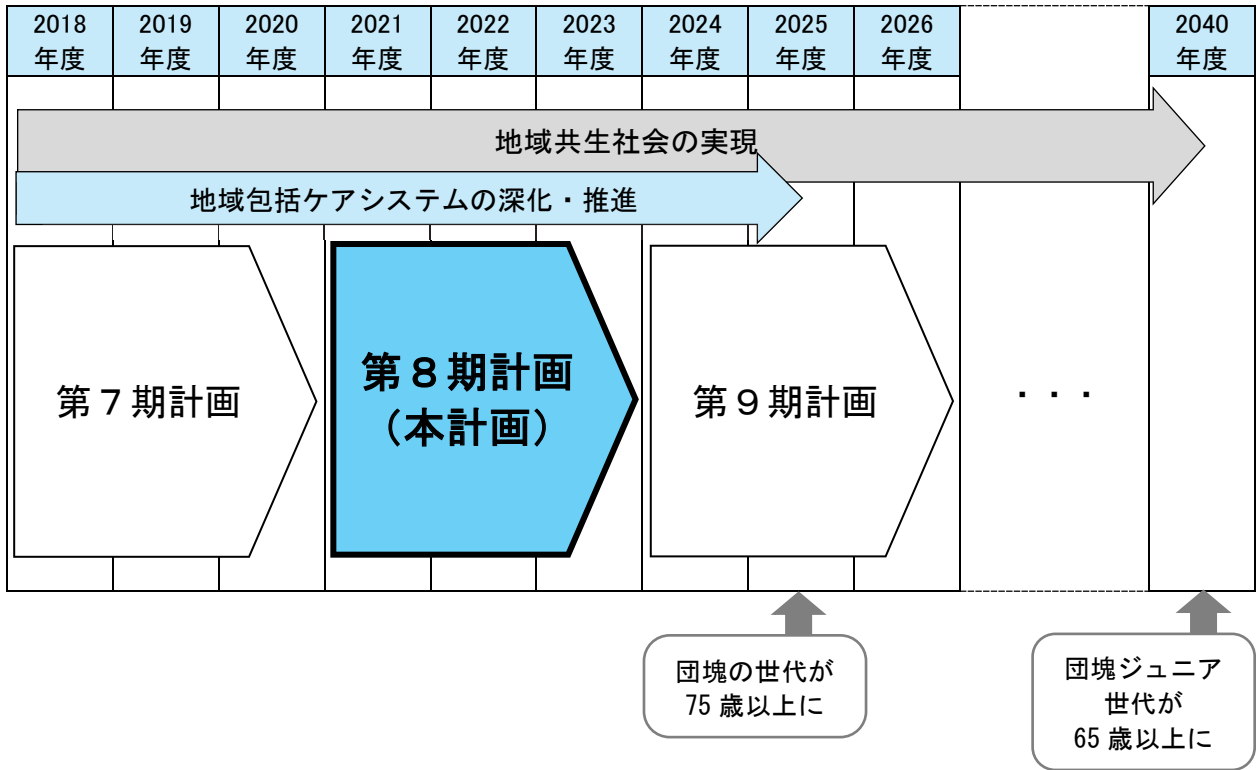 2018
年度
2019
年度
2020
年度
2021
年度
2022
年度
2023
年度
2024
年度
2025
年度
2026
年度
2040
年度
地域共生社会の実現
地域包括ケアシステムの深化・推進
第７期計画
第８期計画
（本計画）
第９期計画
・・・
団塊の世代が
75 歳以上に
団塊ジュニア
世代が
65 歳以上に